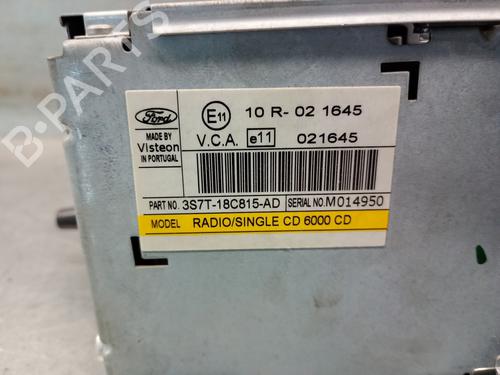 B-PARTS
Ford
E11 10 R- 02 1645
MADE BY
Visteon
IN PORTUGAL
V.C.A. e11 021645
PART NO. 3S7T-18C815-AD SERIAL NO. M014950
MODEL RADIO/SINGLE CD 6000 CD